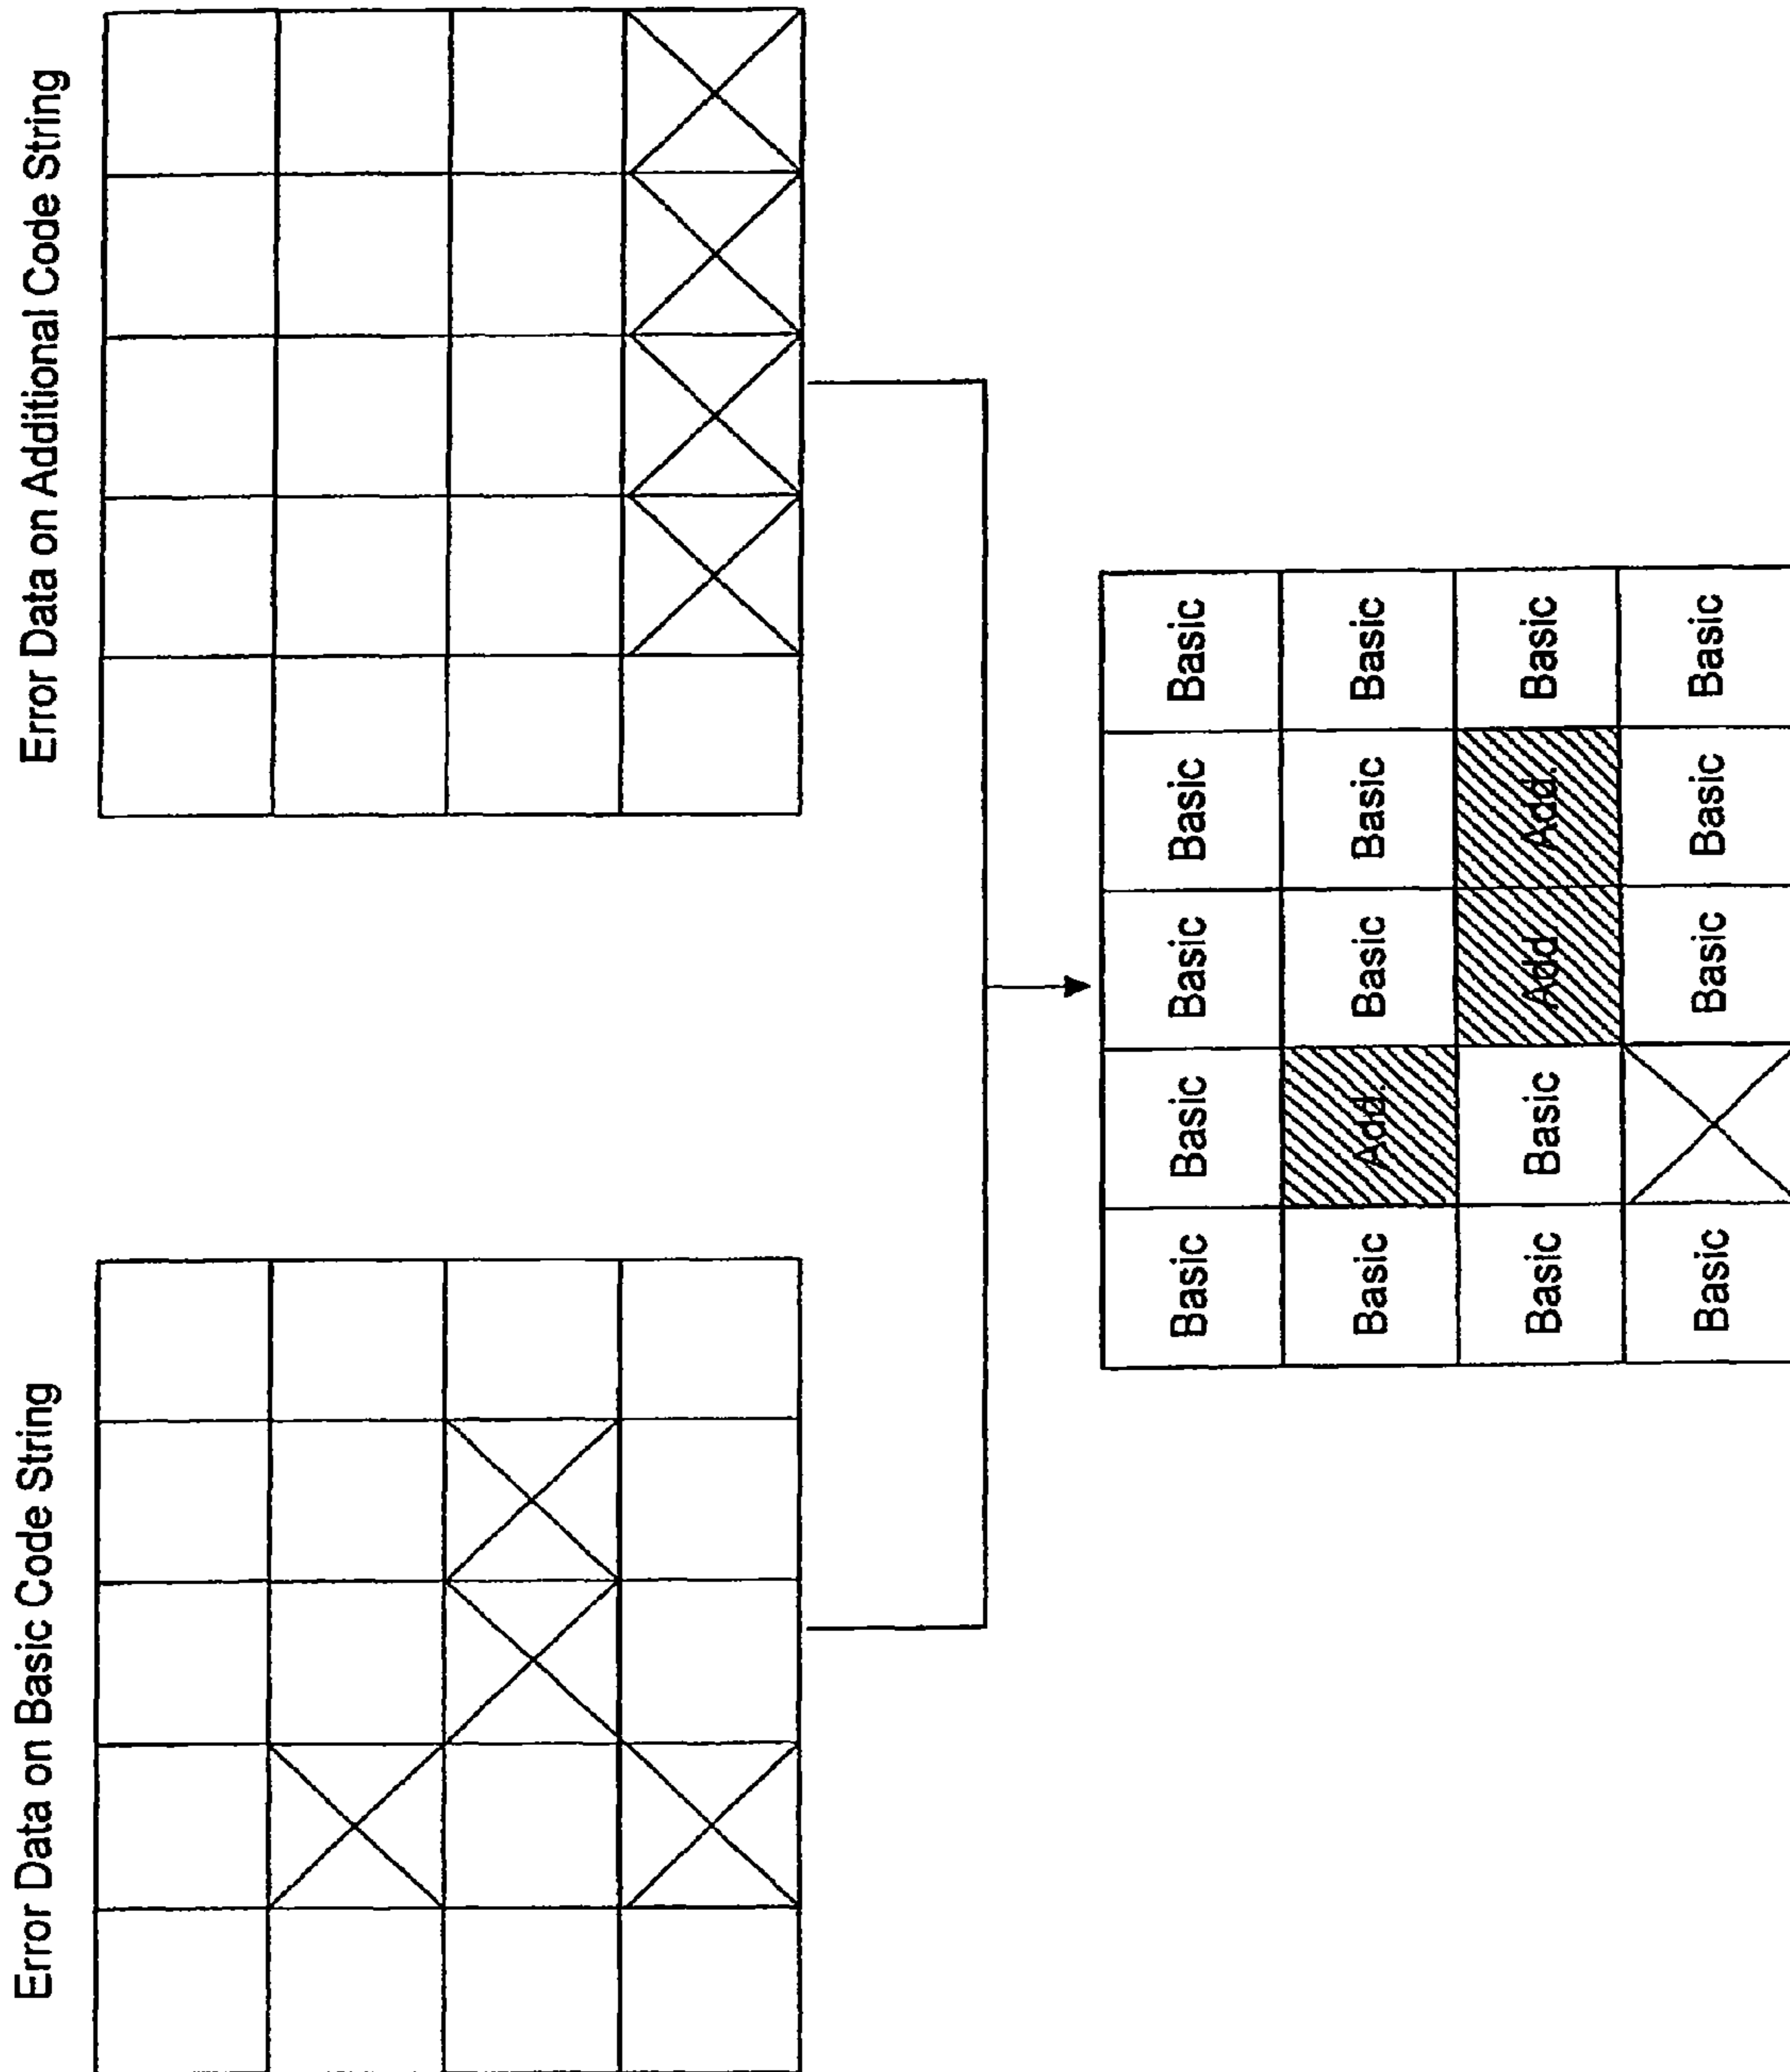 Error Data on Basic Code String
Error Data on Additional Code String
Basic Basic Basic Basic Basic
Basic Add. Basic Basic Basic
Basic Basic Add Add. Basic
Basic Basic Basic Basic